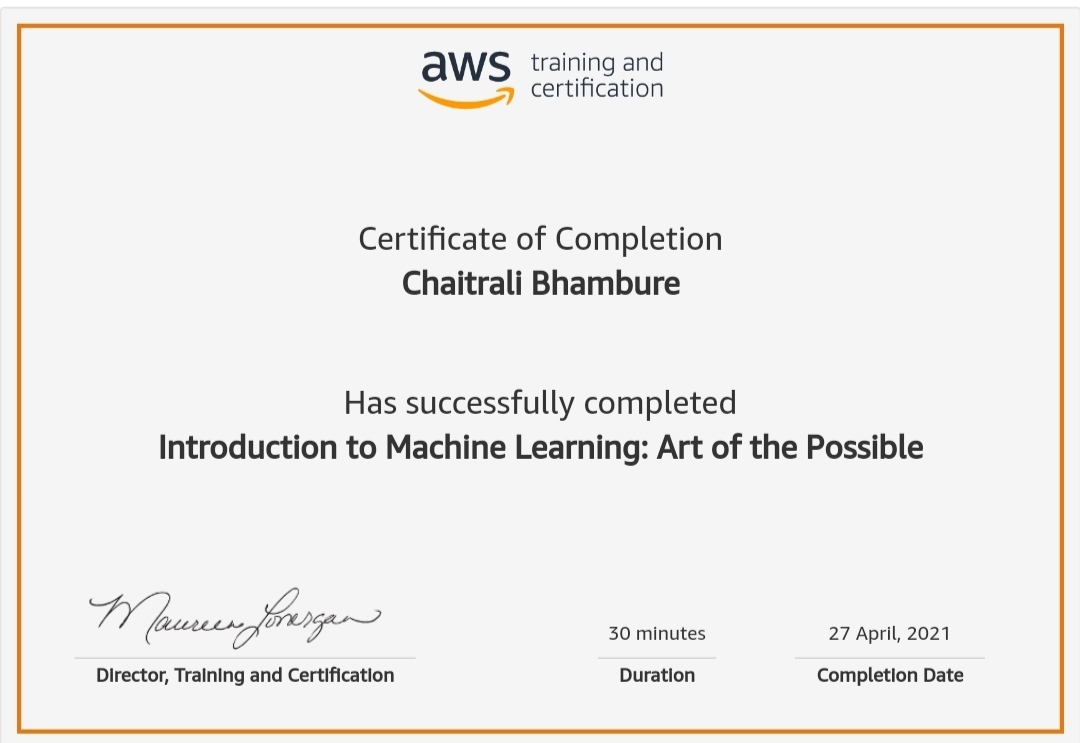 aws training and
certification
Certificate of Completion
Chaitrali Bhambure
Has successfully completed
Introduction to Machine Learning: Art of the Possible
Maureen Lonergan
Director, Training and Certification
30 minutes
Duration
27 April, 2021
Completion Date